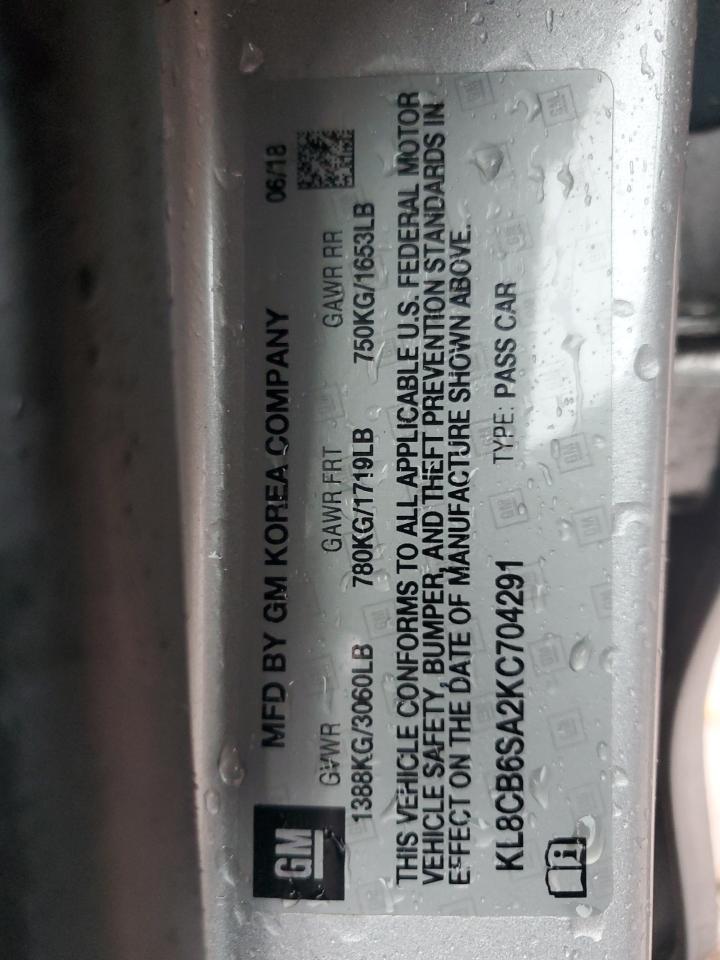 GM
MFD BY GM KOREA COMPANY 06/18
GVWR GAWR FRT GAWR RR
1388KG/3060LB 780KG/1719LB 750KG/1653LB
THIS VEHICLE CONFORMS TO ALL APPLICABLE U.S. FEDERAL MOTOR
VEHICLE SAFETY, BUMPER, AND THEFT PREVENTION STANDARDS IN
EFFECT ON THE DATE OF MANUFACTURE SHOWN ABOVE.
KL8CB6SA2KC704291 TYPE: PASS CAR